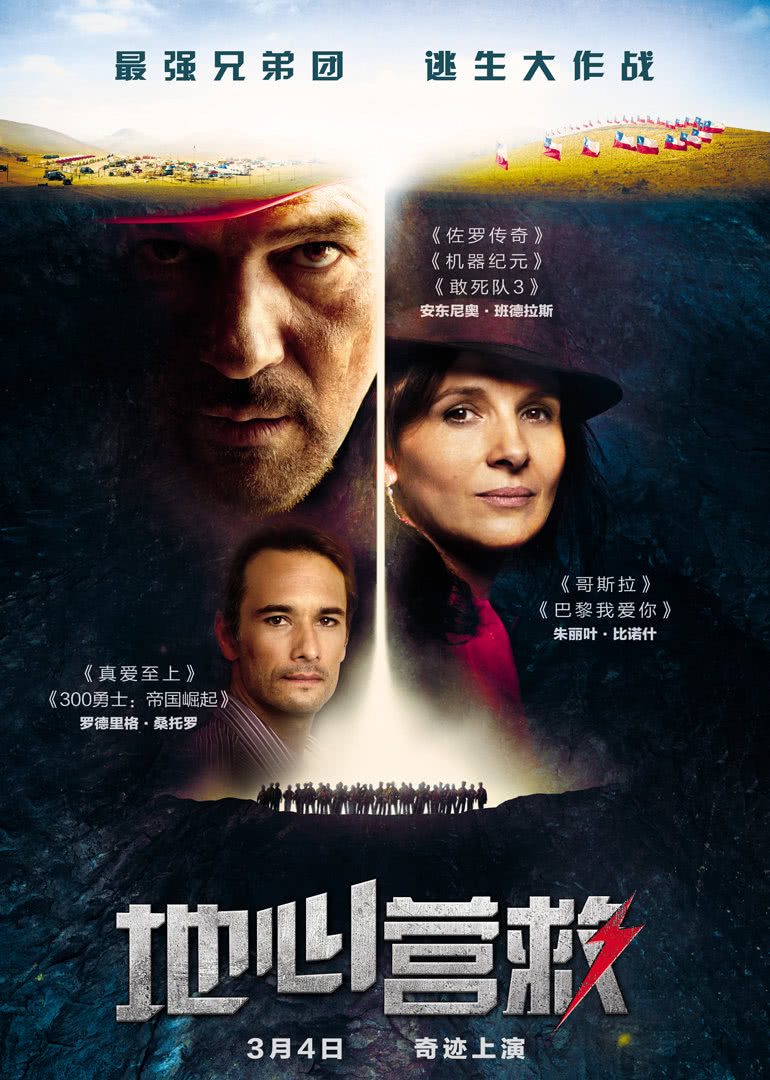 最强兄弟团 逃生大作战
《佐罗传奇》
《机器纪元》
《敢死队3》
安东尼奥·班德拉斯
《哥斯拉》
《巴黎我爱你》
朱丽叶·比诺什
《真爱至上》
《300勇士：帝国崛起》
罗德里格·桑托罗
地心营救
3月4日 奇迹上演